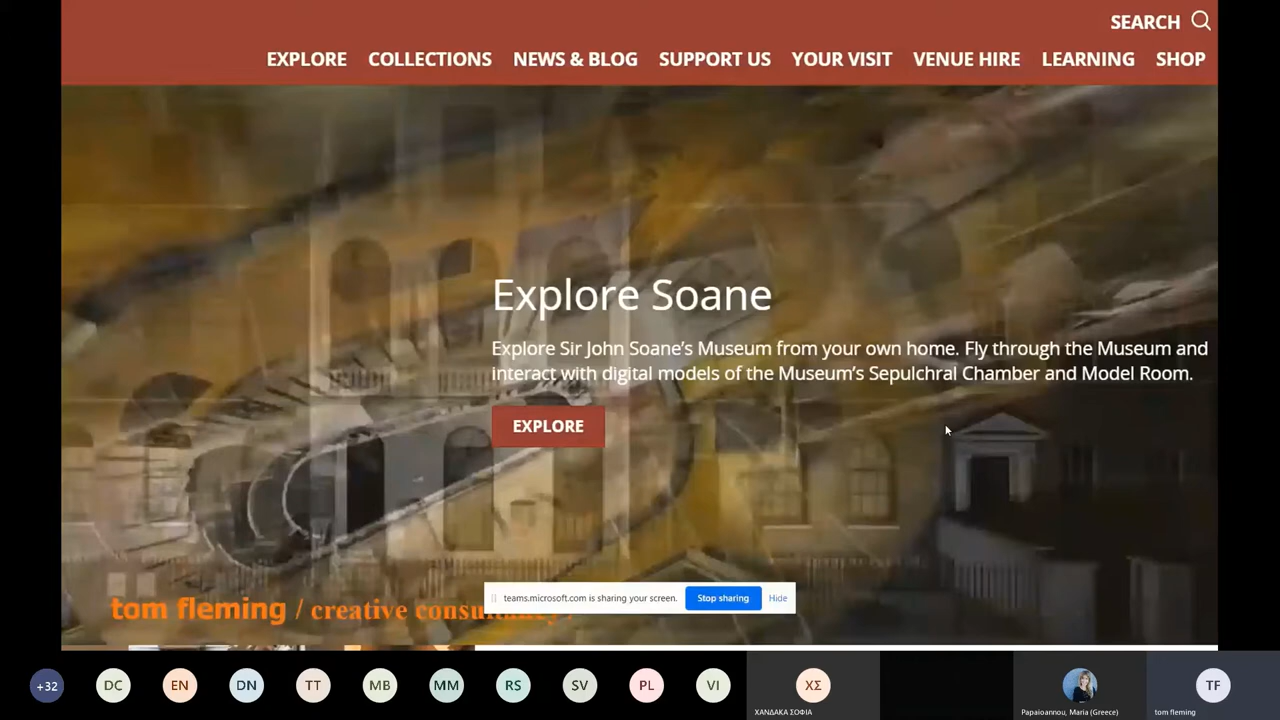 SEARCH
EXPLORE COLLECTIONS NEWS & BLOG SUPPORT US YOUR VISIT VENUE HIRE LEARNING SHOP
Explore Soane
Explore Sir John Soane's Museum from your own home. Fly through the Museum and
interact with digital models of the Museum's Sepulchral Chamber and Model Room.
EXPLORE
teams.microsoft.com is sharing your screen. Stop sharing Hide
tom fleming / creative consultancy
+32 DC EN DN TT MB MM RS SV PL VI ΧΣ TF
ΧΑΝΔΑΚΑ ΣΟΦΙΑ Papaioannou, Maria (Greece) tom fleming